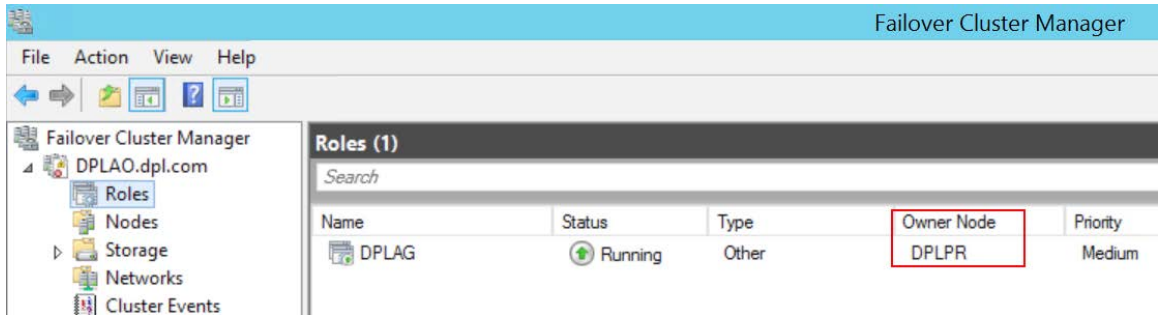 Failover Cluster Manager
File Action View Help
Failover Cluster Manager
DPLAO.dpl.com
Roles
Nodes
Storage
Networks
Cluster Events
Roles (1)
Search
Name Status Type Owner Node Priority
DPLAG Running Other DPLPR Medium